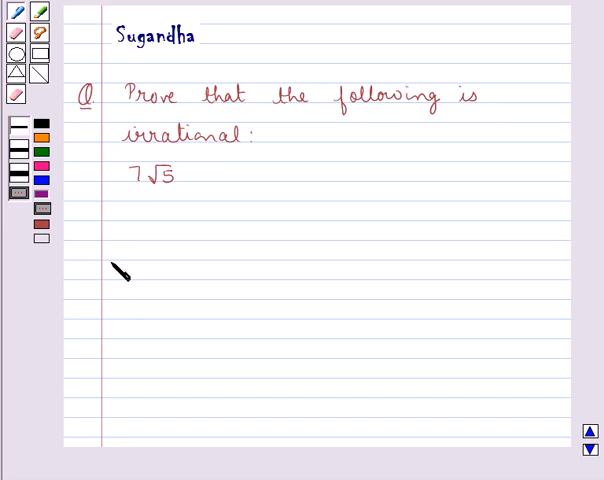 Sugandha
Q. Prove that the following is
irrational:
7√5